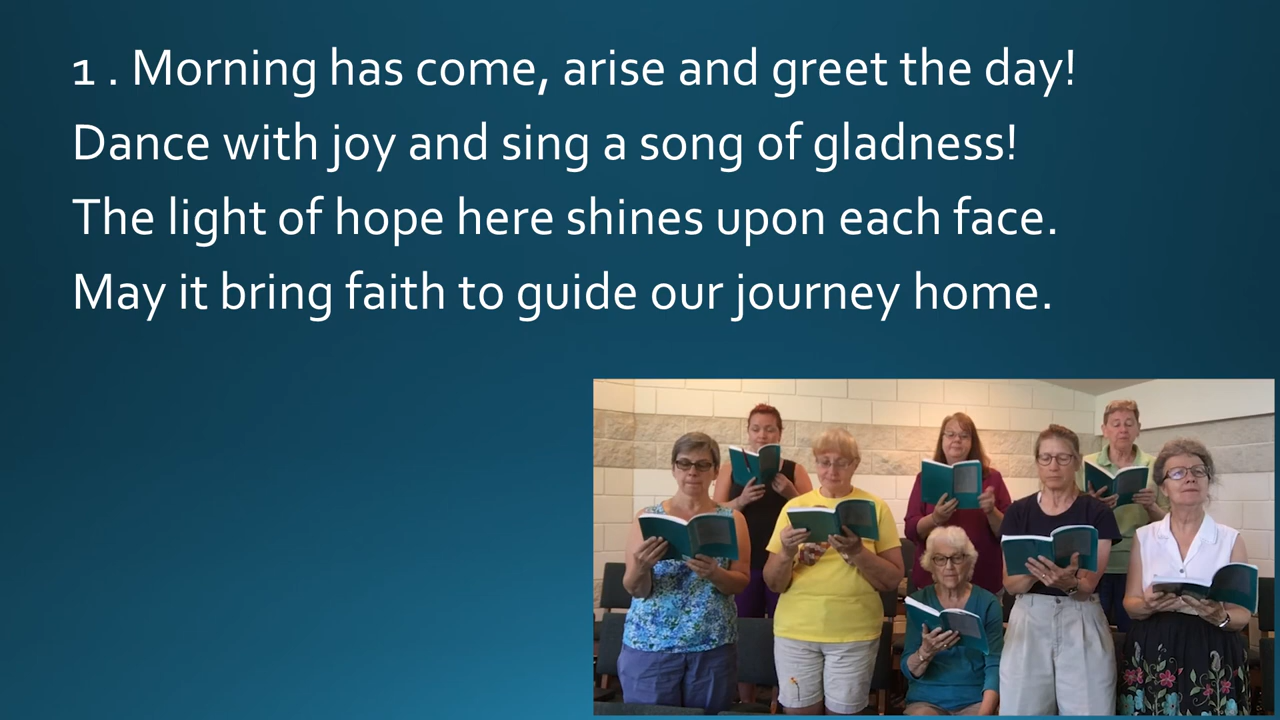 1 . Morning has come, arise and greet the day!
Dance with joy and sing a song of gladness!
The light of hope here shines upon each face.
May it bring faith to guide our journey home.